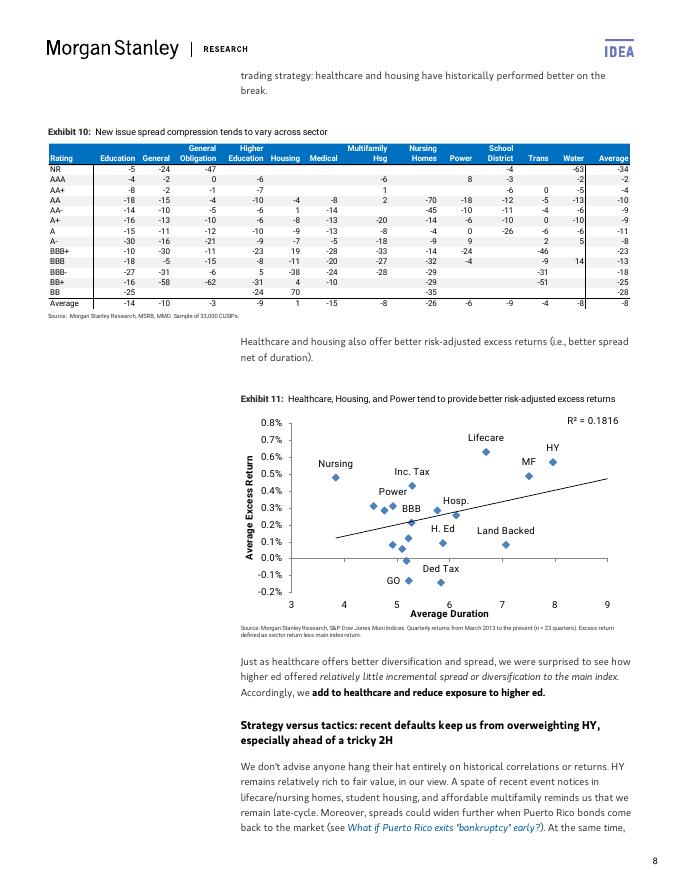 Morgan Stanley | RESEARCH IDEA
trading strategy: healthcare and housing have historically performed better on the
break.
Exhibit 10: New issue spread compression tends to vary across sector
General Higher Multifamily Nursing School
Rating Education General Obligation Education Housing Medical Hsg Homes Power District Trans Water Average
NR -5 -24 -47 -4 -63 -34
AAA -4 -2 0 -6 -6 8 -3 -2 -2
AA+ -8 -2 -1 -7 1 -6 0 -5 -4
AA -18 -15 -4 -10 -4 -8 2 -70 -18 -12 -5 -13 -10
AA- -14 -10 -5 -6 1 -14 -45 -10 -11 -4 -6 -9
A+ -16 -13 -10 -6 -8 -13 -20 -14 -6 -10 0 -10 -9
A -15 -11 -12 -10 -9 -13 -8 -4 0 -26 -6 -6 -11
A- -30 -16 -21 -9 -7 -5 -18 -9 9 2 5 -8
BBB+ -10 -30 -11 -23 19 -28 -33 -14 -24 -46 -23
BBB -18 -5 -15 -8 -11 -20 -27 -32 -4 -9 14 -13
BBB- -27 -31 -6 5 -38 -24 -28 -29 -31 -18
BB+ -16 -58 -62 -31 4 -10 -29 -51 -25
BB -25 -24 70 -35 -28
Average -14 -10 -3 -9 1 -15 -8 -26 -6 -9 -4 -8 -8
Source: .Morgan Stanley Research, MSRB, MMD. Sample of 33,000 CUSIPs.
Healthcare and housing also offer better risk-adjusted excess returns (i.e., better spread
net of duration).
Exhibit 11: Healthcare, Housing, and Power tend to provide better risk-adjusted excess returns
R² = 0.1816
0.8%
0.7%
0.6%
0.5%
0.4%
0.3%
0.2%
0.1%
0.0%
-0.1%
-0.2%
Average Excess Return
Lifecare
HY
MF
Nursing
Inc. Tax
Power
Hosp.
BBB
H. Ed
Land Backed
Ded Tax
GO
3 4 5 6 7 8 9
Average Duration
Source: Morgan Stanley Research, S&P Dow Jones Muni Indices. Quarterly returns from March 2013 to the present (n = 23 quarters). Excess return
defined as sector return less main index return.
Just as healthcare offers better diversification and spread, we were surprised to see how
higher ed offered relatively little incremental spread or diversification to the main index.
Accordingly, we add to healthcare and reduce exposure to higher ed.
Strategy versus tactics: recent defaults keep us from overweighting HY,
especially ahead of a tricky 2H
We don't advise anyone hang their hat entirely on historical correlations or returns. HY
remains relatively rich to fair value, in our view. A spate of recent event notices in
lifecare/nursing homes, student housing, and affordable multifamily reminds us that we
remain late-cycle. Moreover, spreads could widen further when Puerto Rico bonds come
back to the market (see What if Puerto Rico exits "bankruptcy" early?). At the same time,
8